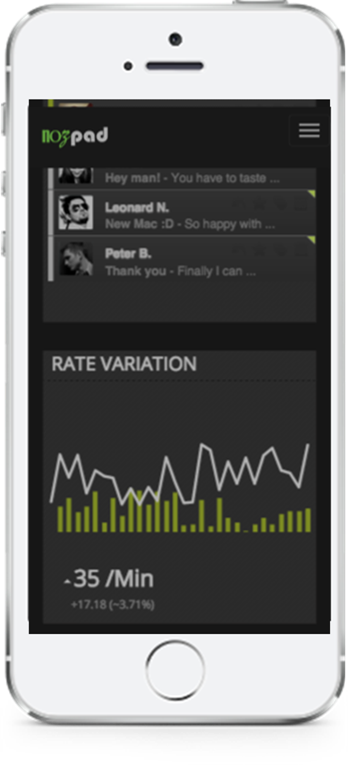 nozpad
Hey man! - You have to taste ...
Leonard N.
New Mac :D - So happy with ...
Peter B.
Thank you - Finally I can ...
RATE VARIATION
35 /Min
+17.18 (~3.71%)